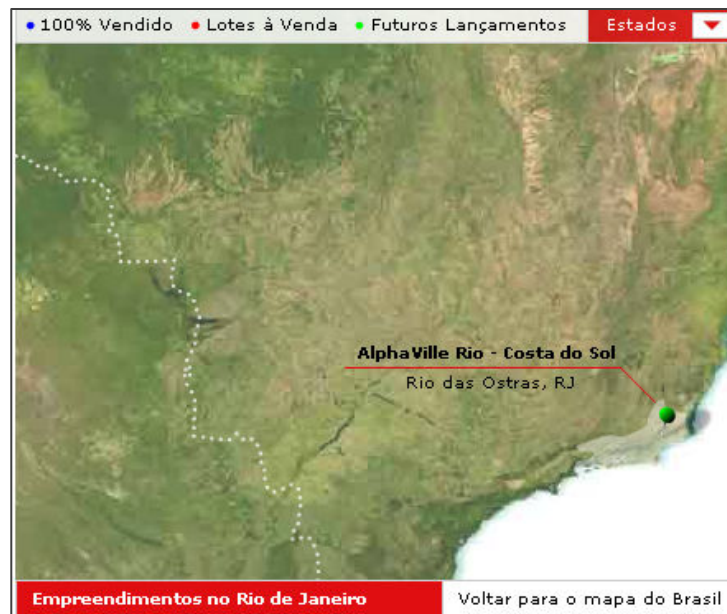 100% Vendido Lotes à Venda Futuros Lançamentos Estados
AlphaVille Rio - Costa do Sol
Rio das Ostras, RJ
Empreendimentos no Rio de Janeiro Voltar para o mapa do Brasil